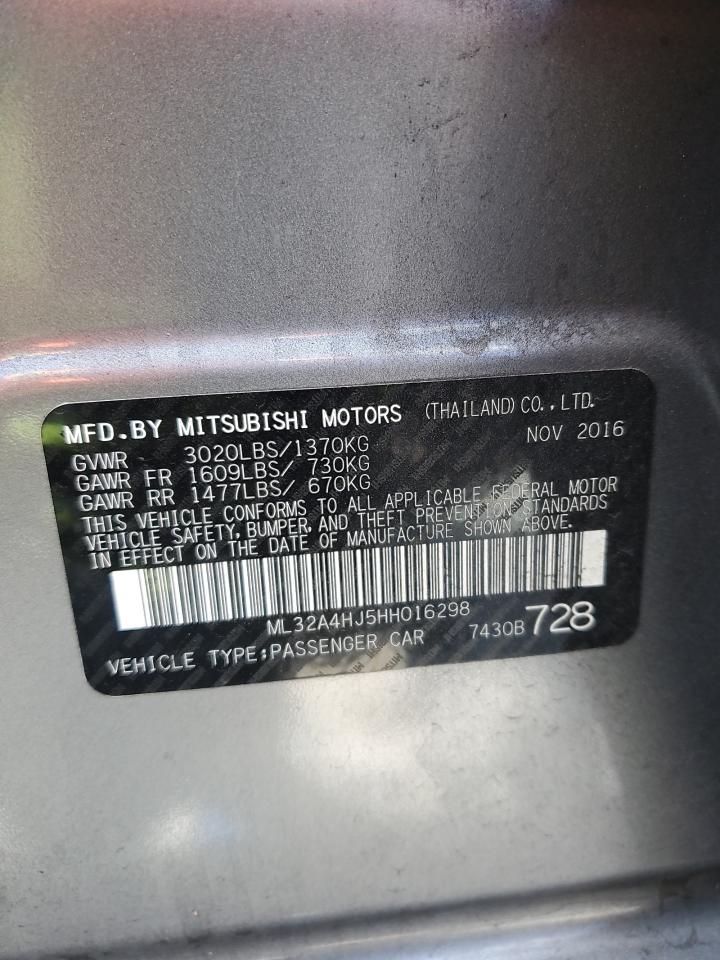 MFD.BY MITSUBISHI MOTORS (THAILAND) CO.,LTD.
GVWR 3020LBS/1370KG NOV 2016
GAWR FR 1609LBS/ 730KG
GAWR RR 1477LBS/ 670KG
THIS VEHICLE CONFORMS TO ALL APPLICABLE FEDERAL MOTOR
VEHICLE SAFETY, BUMPER, AND THEFT PREVENTION STANDARDS
IN EFFECT ON THE DATE OF MANUFACTURE SHOWN ABOVE.
ML32A4HJ5HH016298
VEHICLE TYPE:PASSENGER CAR 7430B 728